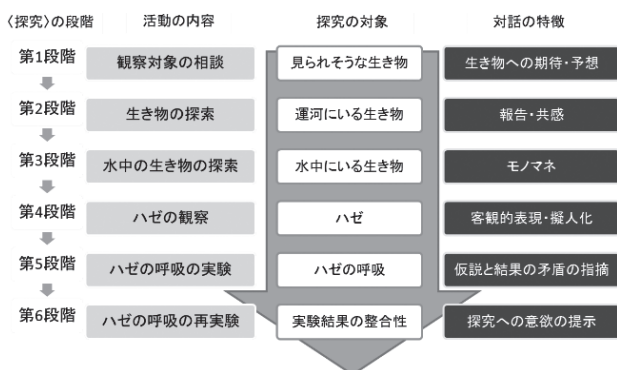 〈探究〉の段階 活動の内容 探究の対象 対話の特徴
第1段階 観察対象の相談 見られそうな生き物 生き物への期待・予想
第2段階 生き物の探索 運河にいる生き物 報告・共感
第3段階 水中の生き物の探索 水中にいる生き物 モノマネ
第4段階 ハゼの観察 ハゼ 客観的表現・擬人化
第5段階 ハゼの呼吸の実験 ハゼの呼吸 仮説と結果の矛盾の指摘
第6段階 ハゼの呼吸の再実験 実験結果の整合性 探究への意欲の提示